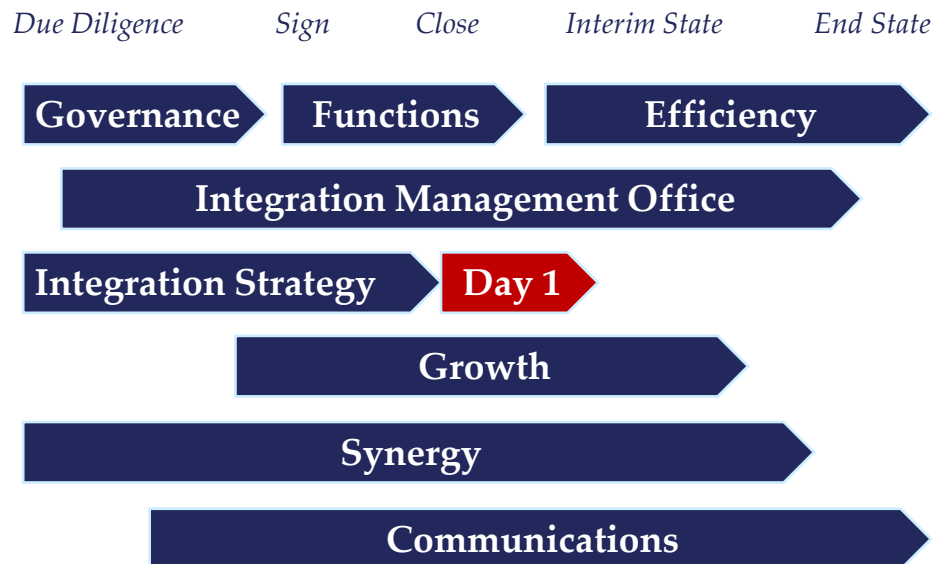 Due Diligence Sign Close Interim State End State
Governance Functions Efficiency
Integration Management Office
Integration Strategy Day 1
Growth
Synergy
Communications